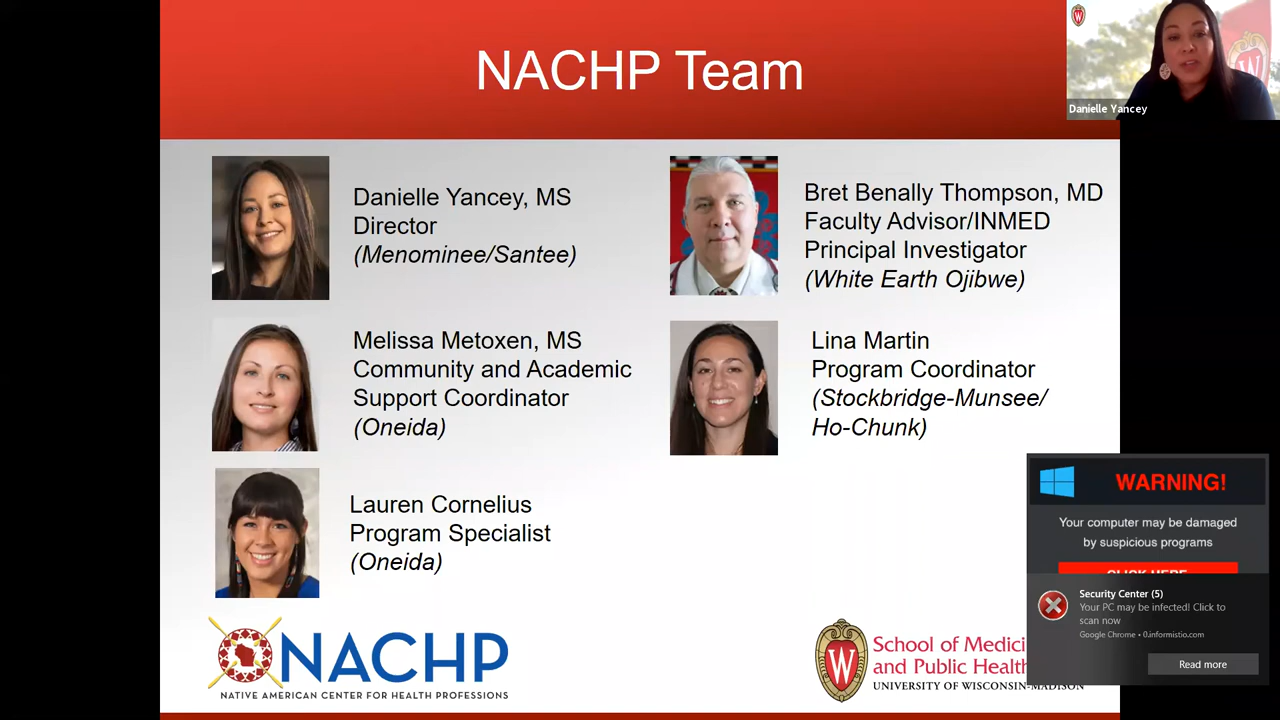 NACHP Team
Danielle Yancey
Danielle Yancey, MS
Director
(Menominee/Santee)
Bret Benally Thompson, MD
Faculty Advisor/INMED
Principal Investigator
(White Earth Ojibwe)
Melissa Metoxen, MS
Community and Academic
Support Coordinator
(Oneida)
Lina Martin
Program Coordinator
(Stockbridge-Munsee/
Ho-Chunk)
Lauren Cornelius
Program Specialist
(Oneida)
NACHP
NATIVE AMERICAN CENTER FOR HEALTH PROFESSIONS
W
School of Medici
and Public Health
UNIVERSITY OF WISCONSIN-MADISON
WARNING!
Your computer may be damaged
by suspicious programs
CLICK HERE
Security Center (5)
Your PC may be infected! Click to
scan now
Google Chrome • 0.informistio.com
Read more